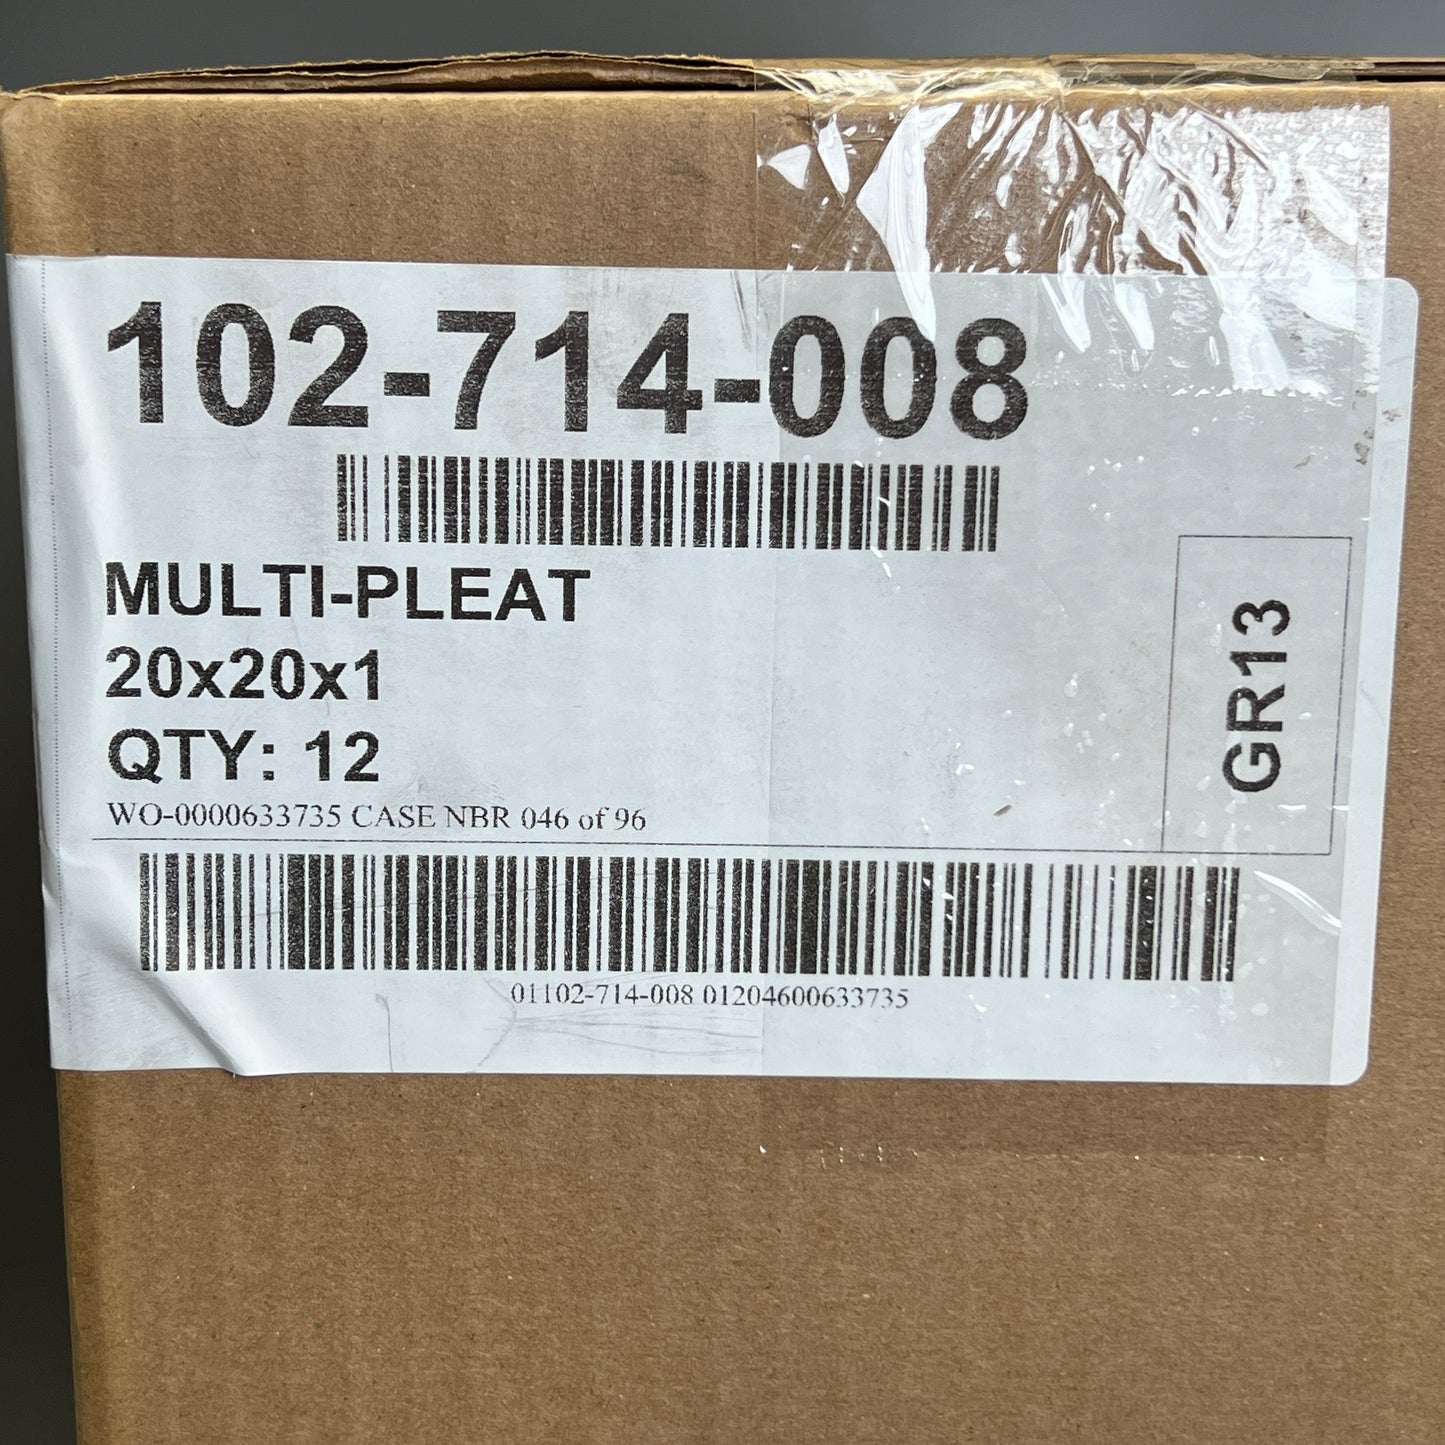 102-714-008
MULTI-PLEAT
20x20x1
QTY: 12
WO-0000633735 CASE NBR 046 of 96
GR13
01102-714-008 01204600633735